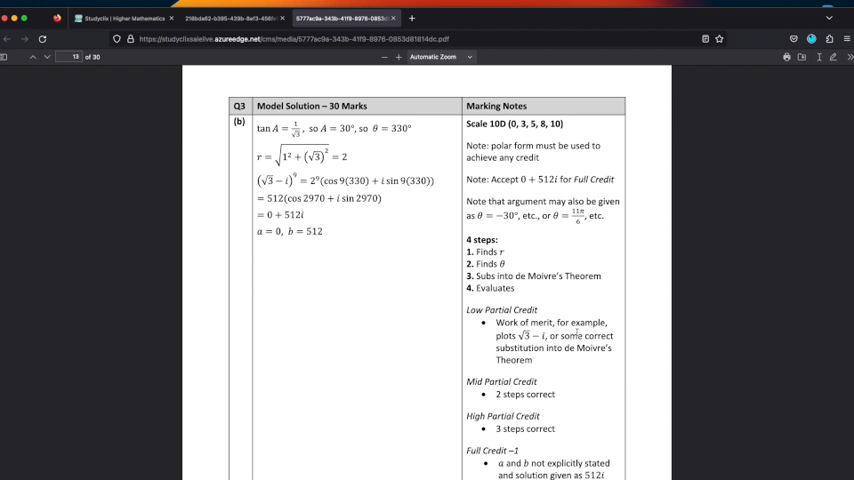 Studyclix | Higher Mathematics
218bda62-b395-439b-8ef3-456fe
5777ac9a-343b-41f9-8976-0853d
https://studyclixsaielive.azureedge.net/cms/media/5777ac9a-343b-41f9-8976-0853d81814dc.pdf
13 of 30
Automatic Zoom
Q3 Model Solution – 30 Marks Marking Notes
(b)
tan A = 1/√3, so A = 30°, so θ = 330°
r = √(1² + (√3)²) = 2
(√3 − i)⁹ = 2⁹(cos 9(330) + i sin 9(330))
= 512(cos 2970 + i sin 2970)
= 0 + 512i
a = 0, b = 512
Scale 10D (0, 3, 5, 8, 10)
Note: polar form must be used to
achieve any credit
Note: Accept 0 + 512i for Full Credit
Note that argument may also be given
as θ = −30°, etc., or θ = 11π/6, etc.
4 steps:
1. Finds r
2. Finds θ
3. Subs into de Moivre's Theorem
4. Evaluates
Low Partial Credit
• Work of merit, for example,
plots √3 − i, or some correct
substitution into de Moivre's
Theorem
Mid Partial Credit
• 2 steps correct
High Partial Credit
• 3 steps correct
Full Credit –1
• a and b not explicitly stated
and solution given as 512i